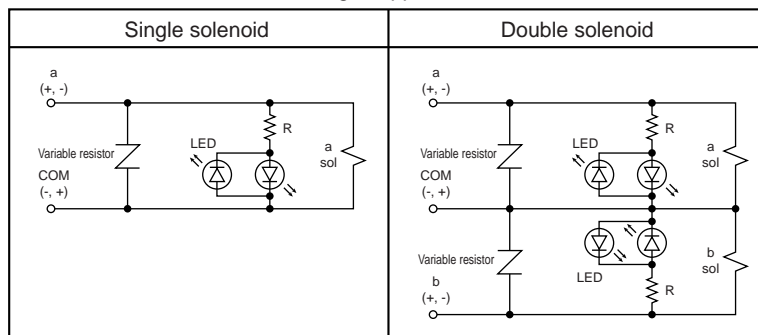 Single solenoid
Double solenoid
a
(+, -)
R
LED
Variable resistor
a
sol
COM
(-, +)
a
(+, -)
R
LED
Variable resistor
a
sol
COM
(-, +)
Variable resistor
b
sol
LED
b
(+, -)
R